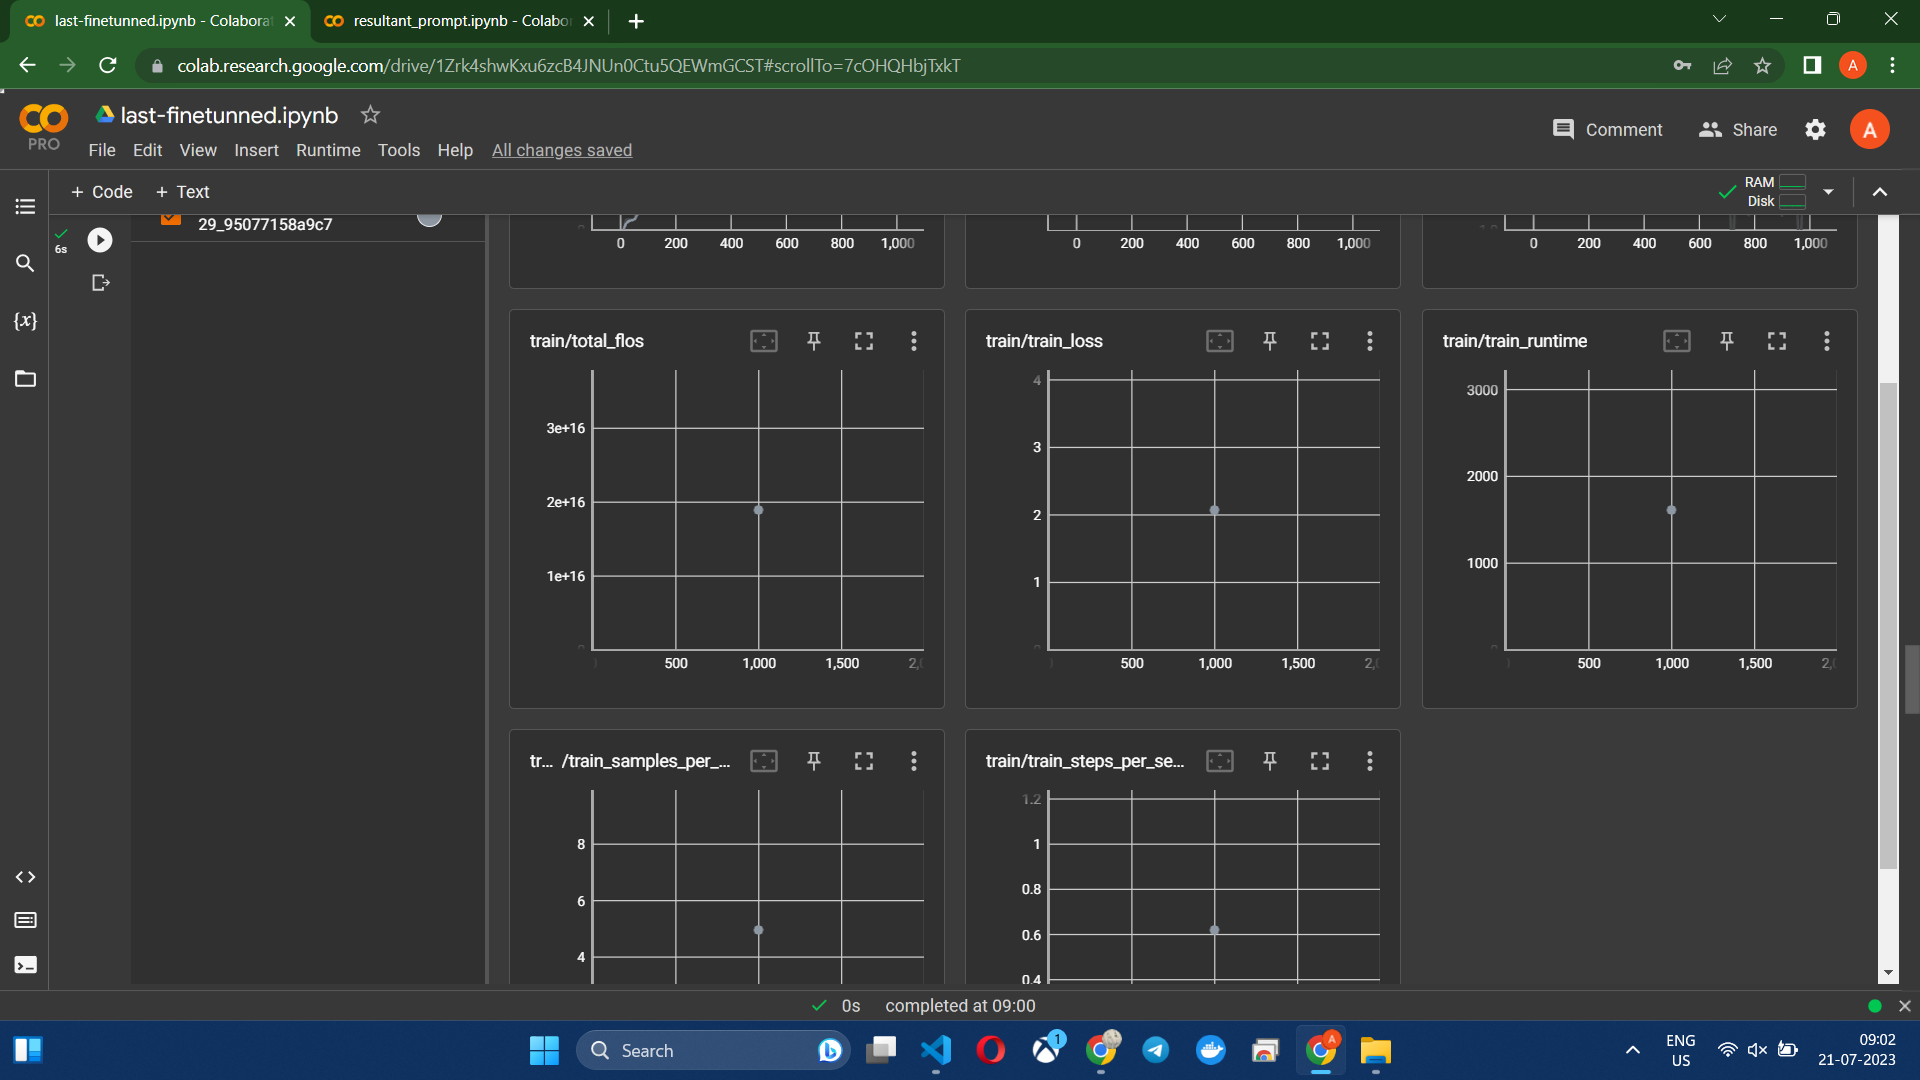 last-finetunned.ipynb - Colabora
resultant_prompt.ipynb - Colabo
colab.research.google.com/drive/1Zrk4shwKxu6zcB4JNUn0Ctu5QEWmGCST#scrollTo=7cOHQHbjTxkT
A
PRO
last-finetunned.ipynb
File Edit View Insert Runtime Tools Help All changes saved
Comment
Share
A
+ Code + Text
RAM
Disk
6s
29_95077158a9c7
{x}
0 200 400 600 800 1,000
0 200 400 600 800 1,000
0 200 400 600 800 1,000
train/total_flos
3e+16
2e+16
1e+16
500 1,000 1,500
train/train_loss
4
3
2
1
500 1,000 1,500
train/train_runtime
3000
2000
1000
500 1,000 1,500
tr... /train_samples_per_...
8
6
4
train/train_steps_per_se...
1.2
1
0.8
0.6
0.4
0s completed at 09:00
Search
1
A
ENG
US
09:02
21-07-2023